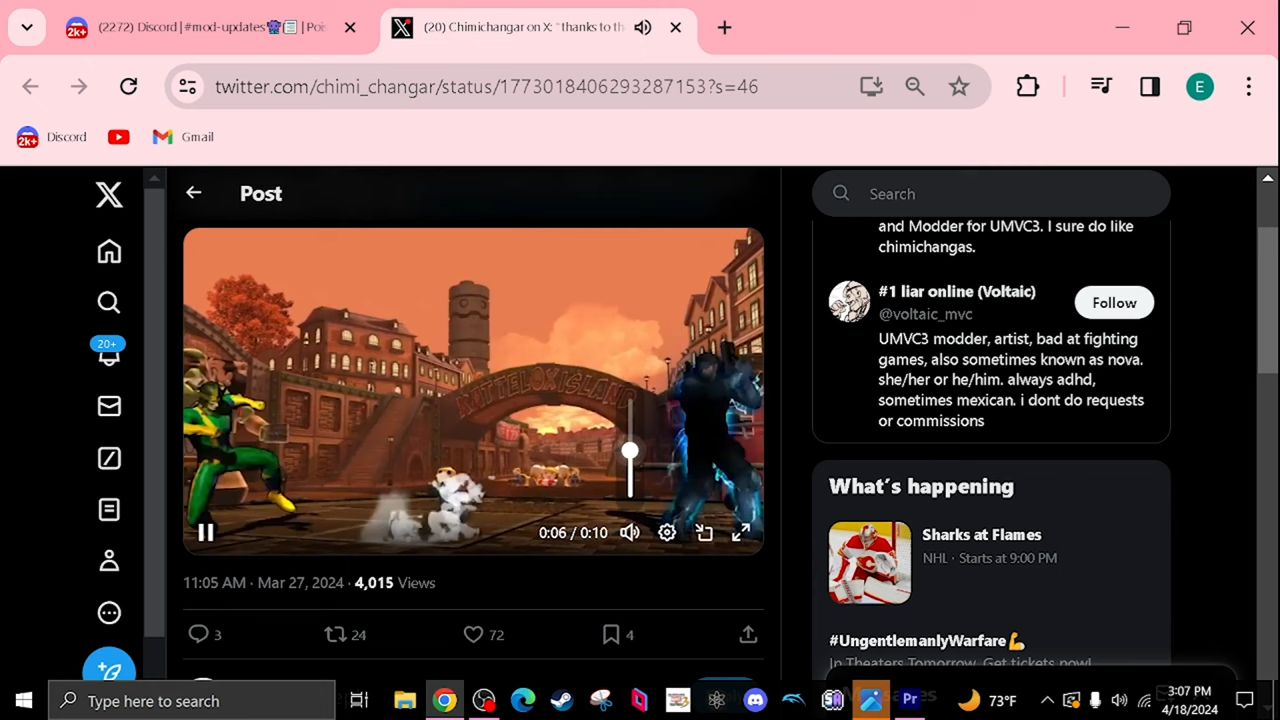 (2272) Discord | #mod-updates
(20) Chimichangar on X: "thanks to th
twitter.com/chimi_changar/status/1773018406293287153?s=46
E
2k+
Discord
Gmail
Post
Search
and Modder for UMVC3. I sure do like
chimichangas.
#1 liar online (Voltaic)
@voltaic_mvc
Follow
UMVC3 modder, artist, bad at fighting
games, also sometimes known as nova.
she/her or he/him. always adhd,
sometimes mexican. i dont do requests
or commissions
20+
0:06 / 0:10
11:05 AM · Mar 27, 2024 · 4,015 Views
3
24
72
4
What's happening
Sharks at Flames
NHL · Starts at 9:00 PM
#UngentlemanlyWarfare💪
In Theaters Tomorrow. Get tickets now!
Type here to search
73°F
3:07 PM
4/18/2024